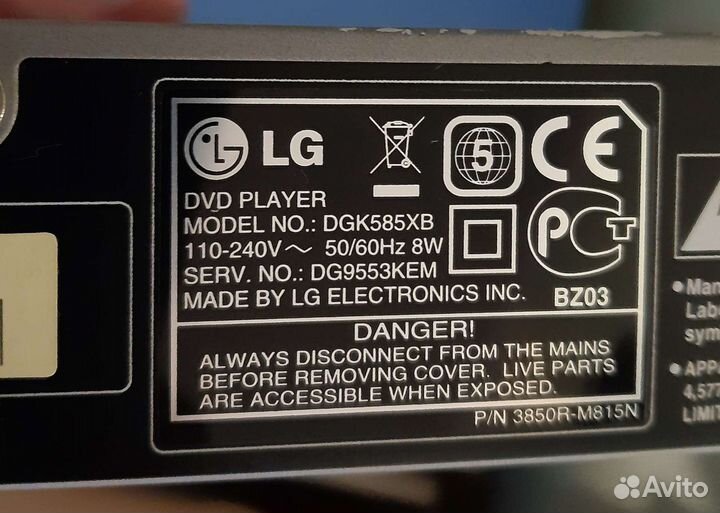 LG
5
CE
DVD PLAYER
MODEL NO.: DGK585XB
110-240V ～ 50/60Hz 8W
SERV. NO.: DG9553KEM
MADE BY LG ELECTRONICS INC.
РСТ
BZ03
DANGER!
ALWAYS DISCONNECT FROM THE MAINS
BEFORE REMOVING COVER. LIVE PARTS
ARE ACCESSIBLE WHEN EXPOSED.
P/N 3850R-M815N
Avito